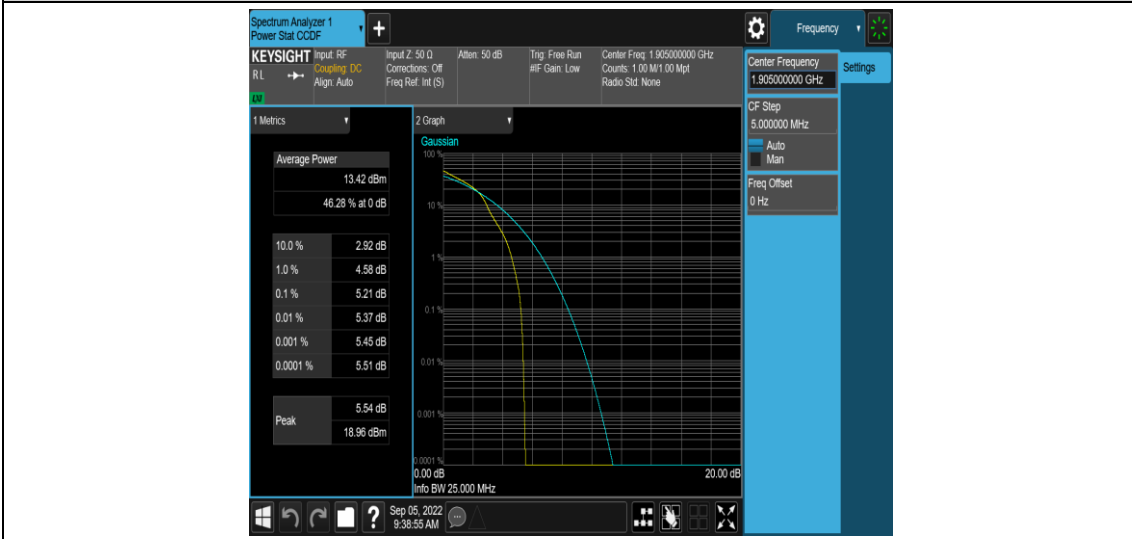 Spectrum Analyzer 1
Power Stat CCDF
+
Frequency
KEYSIGHT
RL
LXI
Input: RF
Coupling: DC
Align: Auto
Input Z: 50 Ω
Corrections: Off
Freq Ref: Int (S)
Atten: 50 dB
Trig: Free Run
#IF Gain: Low
Center Freq: 1.905000000 GHz
Counts: 1.00 M/1.00 Mpt
Radio Std: None
Center Frequency
1.905000000 GHz
Settings
CF Step
5.000000 MHz
Auto
Man
Freq Offset
0 Hz
1 Metrics
Average Power
13.42 dBm
46.28 % at 0 dB
10.0 % 2.92 dB
1.0 % 4.58 dB
0.1 % 5.21 dB
0.01 % 5.37 dB
0.001 % 5.45 dB
0.0001 % 5.51 dB
Peak
5.54 dB
18.96 dBm
2 Graph
Gaussian
100 %
10 %
1 %
0.1 %
0.01 %
0.001 %
0.0001 %
0.00 dB 20.00 dB
Info BW 25.000 MHz
?
Sep 05, 2022
9:38:55 AM